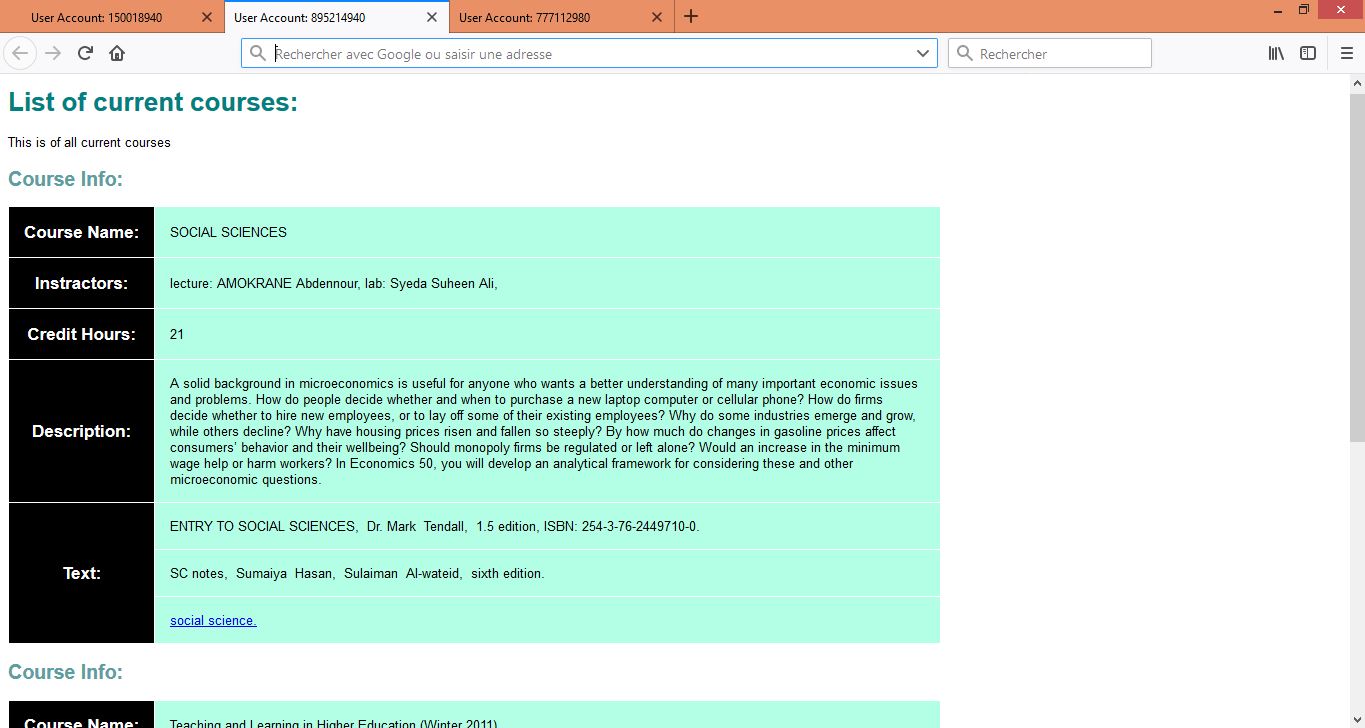 User Account: 150018940
User Account: 895214940
User Account: 777112980
Rechercher avec Google ou saisir une adresse
Rechercher
List of current courses:
This is of all current courses
Course Info:
Course Name:
SOCIAL SCIENCES
Instractors:
lecture: AMOKRANE Abdennour, lab: Syeda Suheen Ali,
Credit Hours:
21
Description:
A solid background in microeconomics is useful for anyone who wants a better understanding of many important economic issues
and problems. How do people decide whether and when to purchase a new laptop computer or cellular phone? How do firms
decide whether to hire new employees, or to lay off some of their existing employees? Why do some industries emerge and grow,
while others decline? Why have housing prices risen and fallen so steeply? By how much do changes in gasoline prices affect
consumers' behavior and their wellbeing? Should monopoly firms be regulated or left alone? Would an increase in the minimum
wage help or harm workers? In Economics 50, you will develop an analytical framework for considering these and other
microeconomic questions.
Text:
ENTRY TO SOCIAL SCIENCES, Dr. Mark Tendall, 1.5 edition, ISBN: 254-3-76-2449710-0.
SC notes, Sumaiya Hasan, Sulaiman Al-wateid, sixth edition.
social science.
Course Info:
Course Name:
Teaching and Learning in Higher Education (Winter 2011)